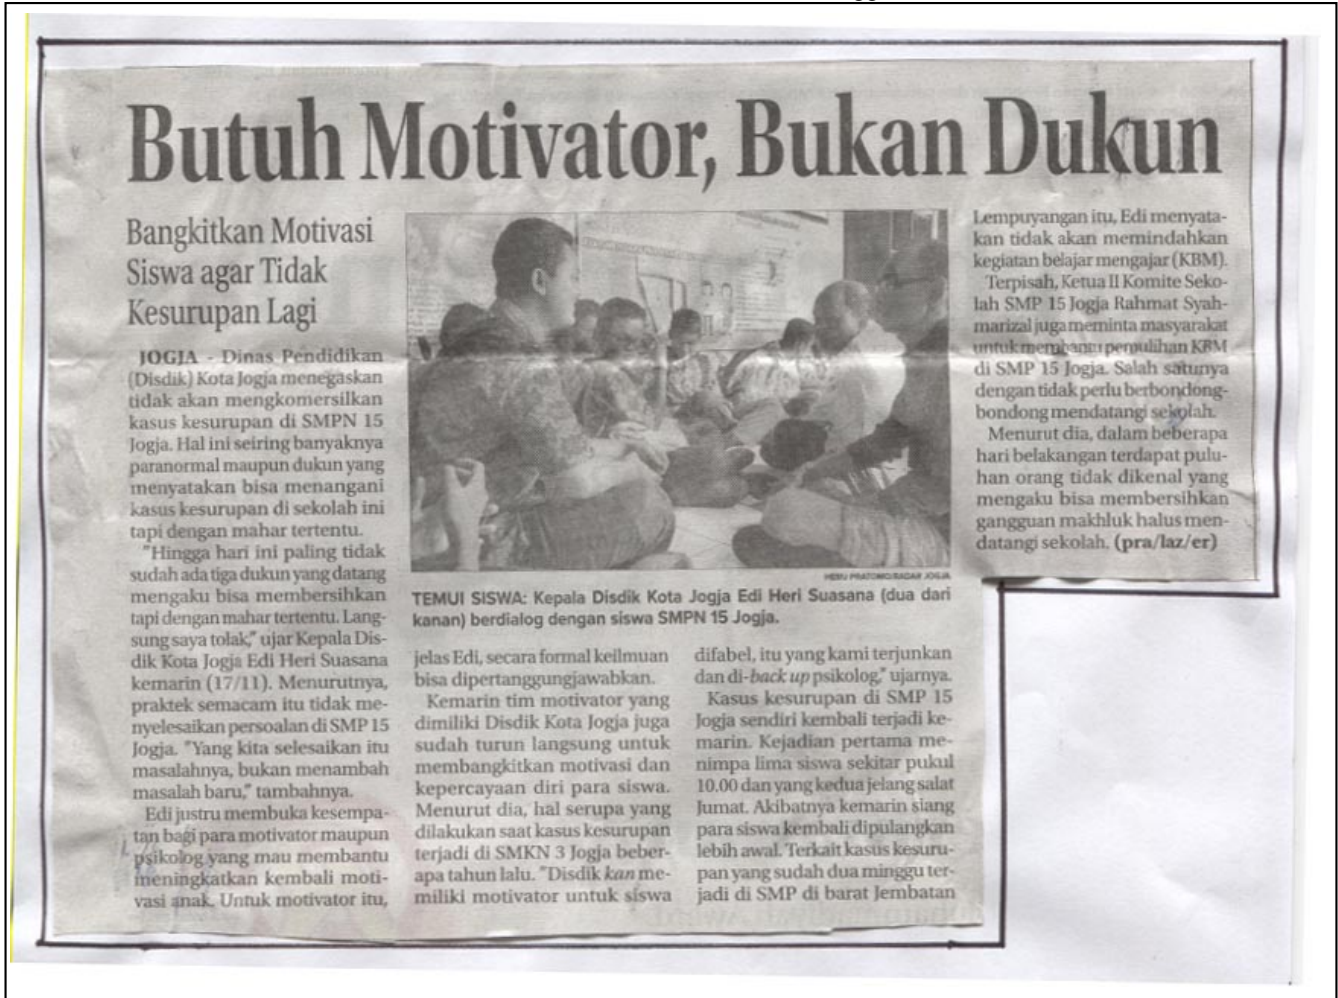 Butuh Motivator, Bukan Dukun
Bangkitkan Motivasi
Siswa agar Tidak
Kesurupan Lagi
JOGJA - Dinas Pendidikan
(Disdik) Kota Jogja menegaskan
tidak akan mengkomersilkan
kasus kesurupan di SMPN 15
Jogja. Hal ini seiring banyaknya
paranormal maupun dukun yang
menyatakan bisa menangani
kasus kesurupan di sekolah ini
tapi dengan mahar tertentu.
"Hingga hari ini paling tidak
sudah ada tiga dukun yang datang
mengaku bisa membersihkan
tapi dengan mahar tertentu. Lang-
sung saya tolak," ujar Kepala Dis-
dik Kota Jogja Edi Heri Suasana
kemarin (17/11). Menurutnya,
praktek semacam itu tidak me-
nyelesaikan persoalan di SMP 15
Jogja. "Yang kita selesaikan itu
masalahnya, bukan menambah
masalah baru," tambahnya.
Edi justru membuka kesempa-
tan bagi para motivator maupun
psikolog yang mau membantu
meningkatkan kembali moti-
vasi anak. Untuk motivator itu,
HERU PRATOMO/RADAR JOGJA
TEMUI SISWA: Kepala Disdik Kota Jogja Edi Heri Suasana (dua dari
kanan) berdialog dengan siswa SMPN 15 Jogja.
jelas Edi, secara formal keilmuan
bisa dipertanggungjawabkan.
Kemarin tim motivator yang
dimiliki Disdik Kota Jogja juga
sudah turun langsung untuk
membangkitkan motivasi dan
kepercayaan diri para siswa.
Menurut dia, hal serupa yang
dilakukan saat kasus kesurupan
terjadi di SMKN 3 Jogja beber-
apa tahun lalu. "Disdik kan me-
miliki motivator untuk siswa
difabel, itu yang kami terjunkan
dan di-back up psikolog," ujarnya.
Kasus kesurupan di SMP 15
Jogja sendiri kembali terjadi ke-
marin. Kejadian pertama me-
nimpa lima siswa sekitar pukul
10.00 dan yang kedua jelang salat
Jumat. Akibatnya kemarin siang
para siswa kembali dipulangkan
lebih awal. Terkait kasus kesuru-
pan yang sudah dua minggu ter-
jadi di SMP di barat Jembatan
Lempuyangan itu, Edi menyata-
kan tidak akan memindahkan
kegiatan belajar mengajar (KBM).
Terpisah, Ketua II Komite Seko-
lah SMP 15 Jogja Rahmat Syah-
marizal juga meminta masyarakat
untuk membantu pemulihan KBM
di SMP 15 Jogja. Salah satunya
dengan tidak perlu berbondong-
bondong mendatangi sekolah.
Menurut dia, dalam beberapa
hari belakangan terdapat pulu-
han orang tidak dikenal yang
mengaku bisa membersihkan
gangguan makhluk halus men-
datangi sekolah. (pra/laz/er)